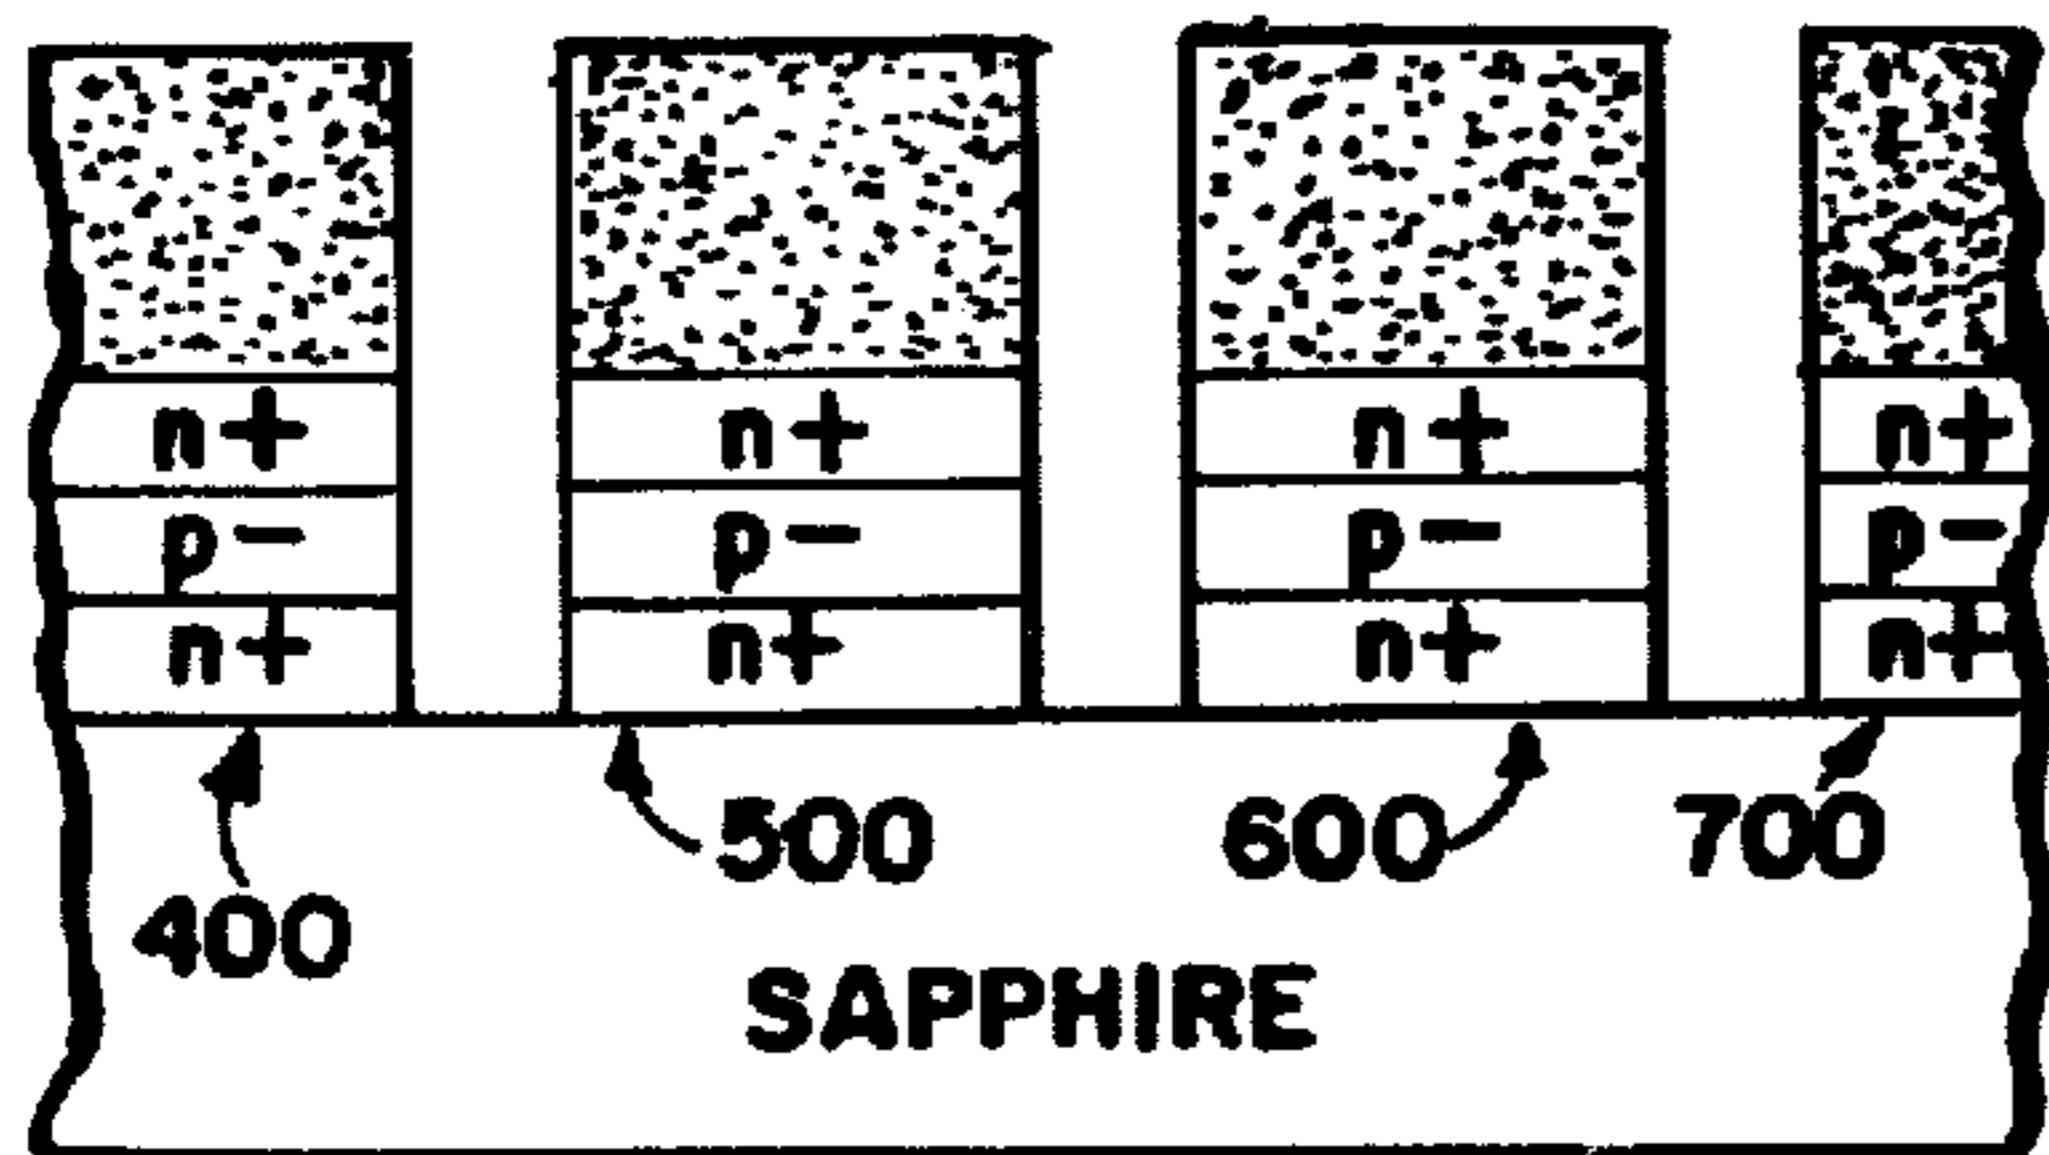 n+ n+ n+ n+
p- p- p- p-
n+ n+ n+ n+
500 600 700
400
SAPPHIRE